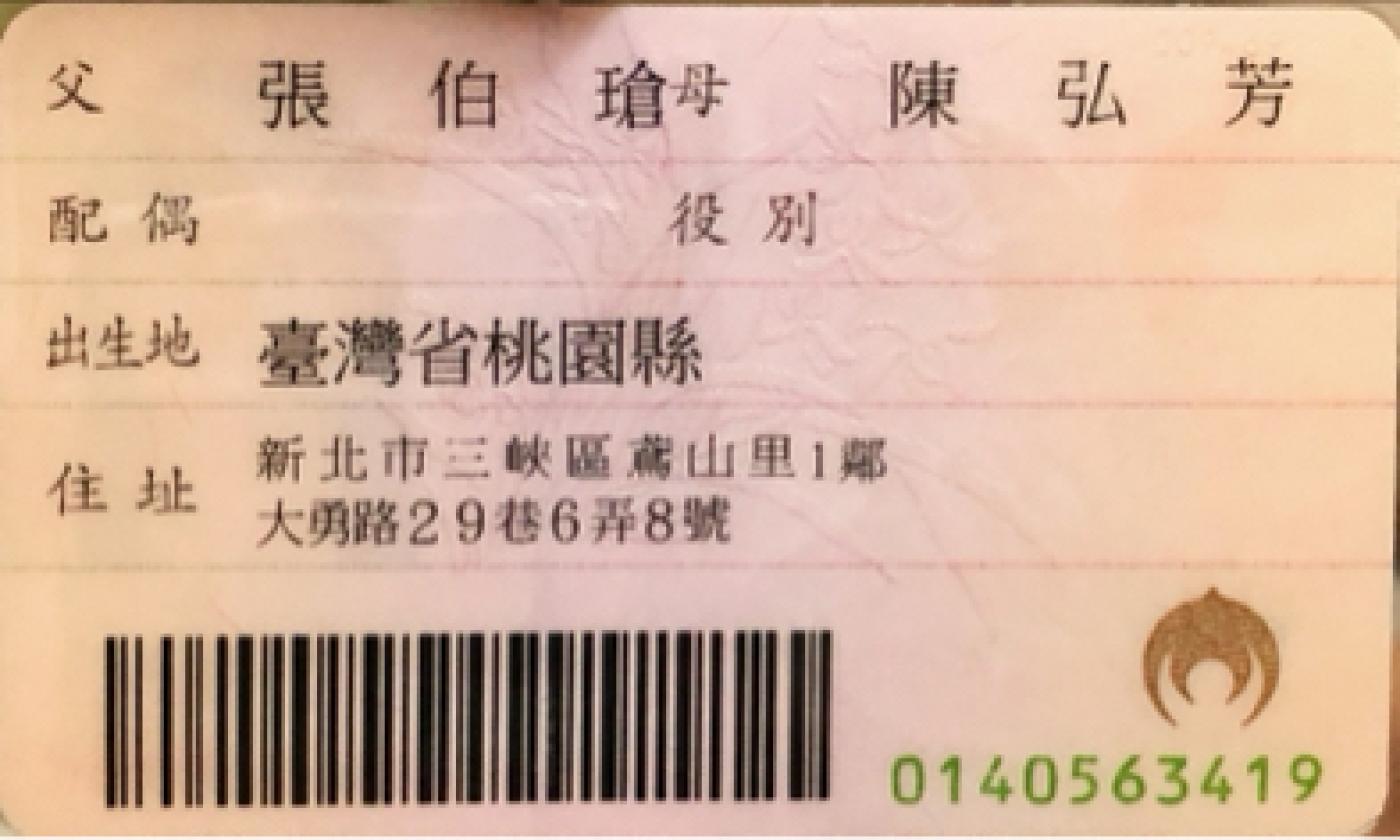 父 張伯瑲 母 陳弘芳
配偶 役別
出生地 臺灣省桃園縣
住址 新北市三峽區鳶山里1鄰
大勇路29巷6弄8號
0140563419